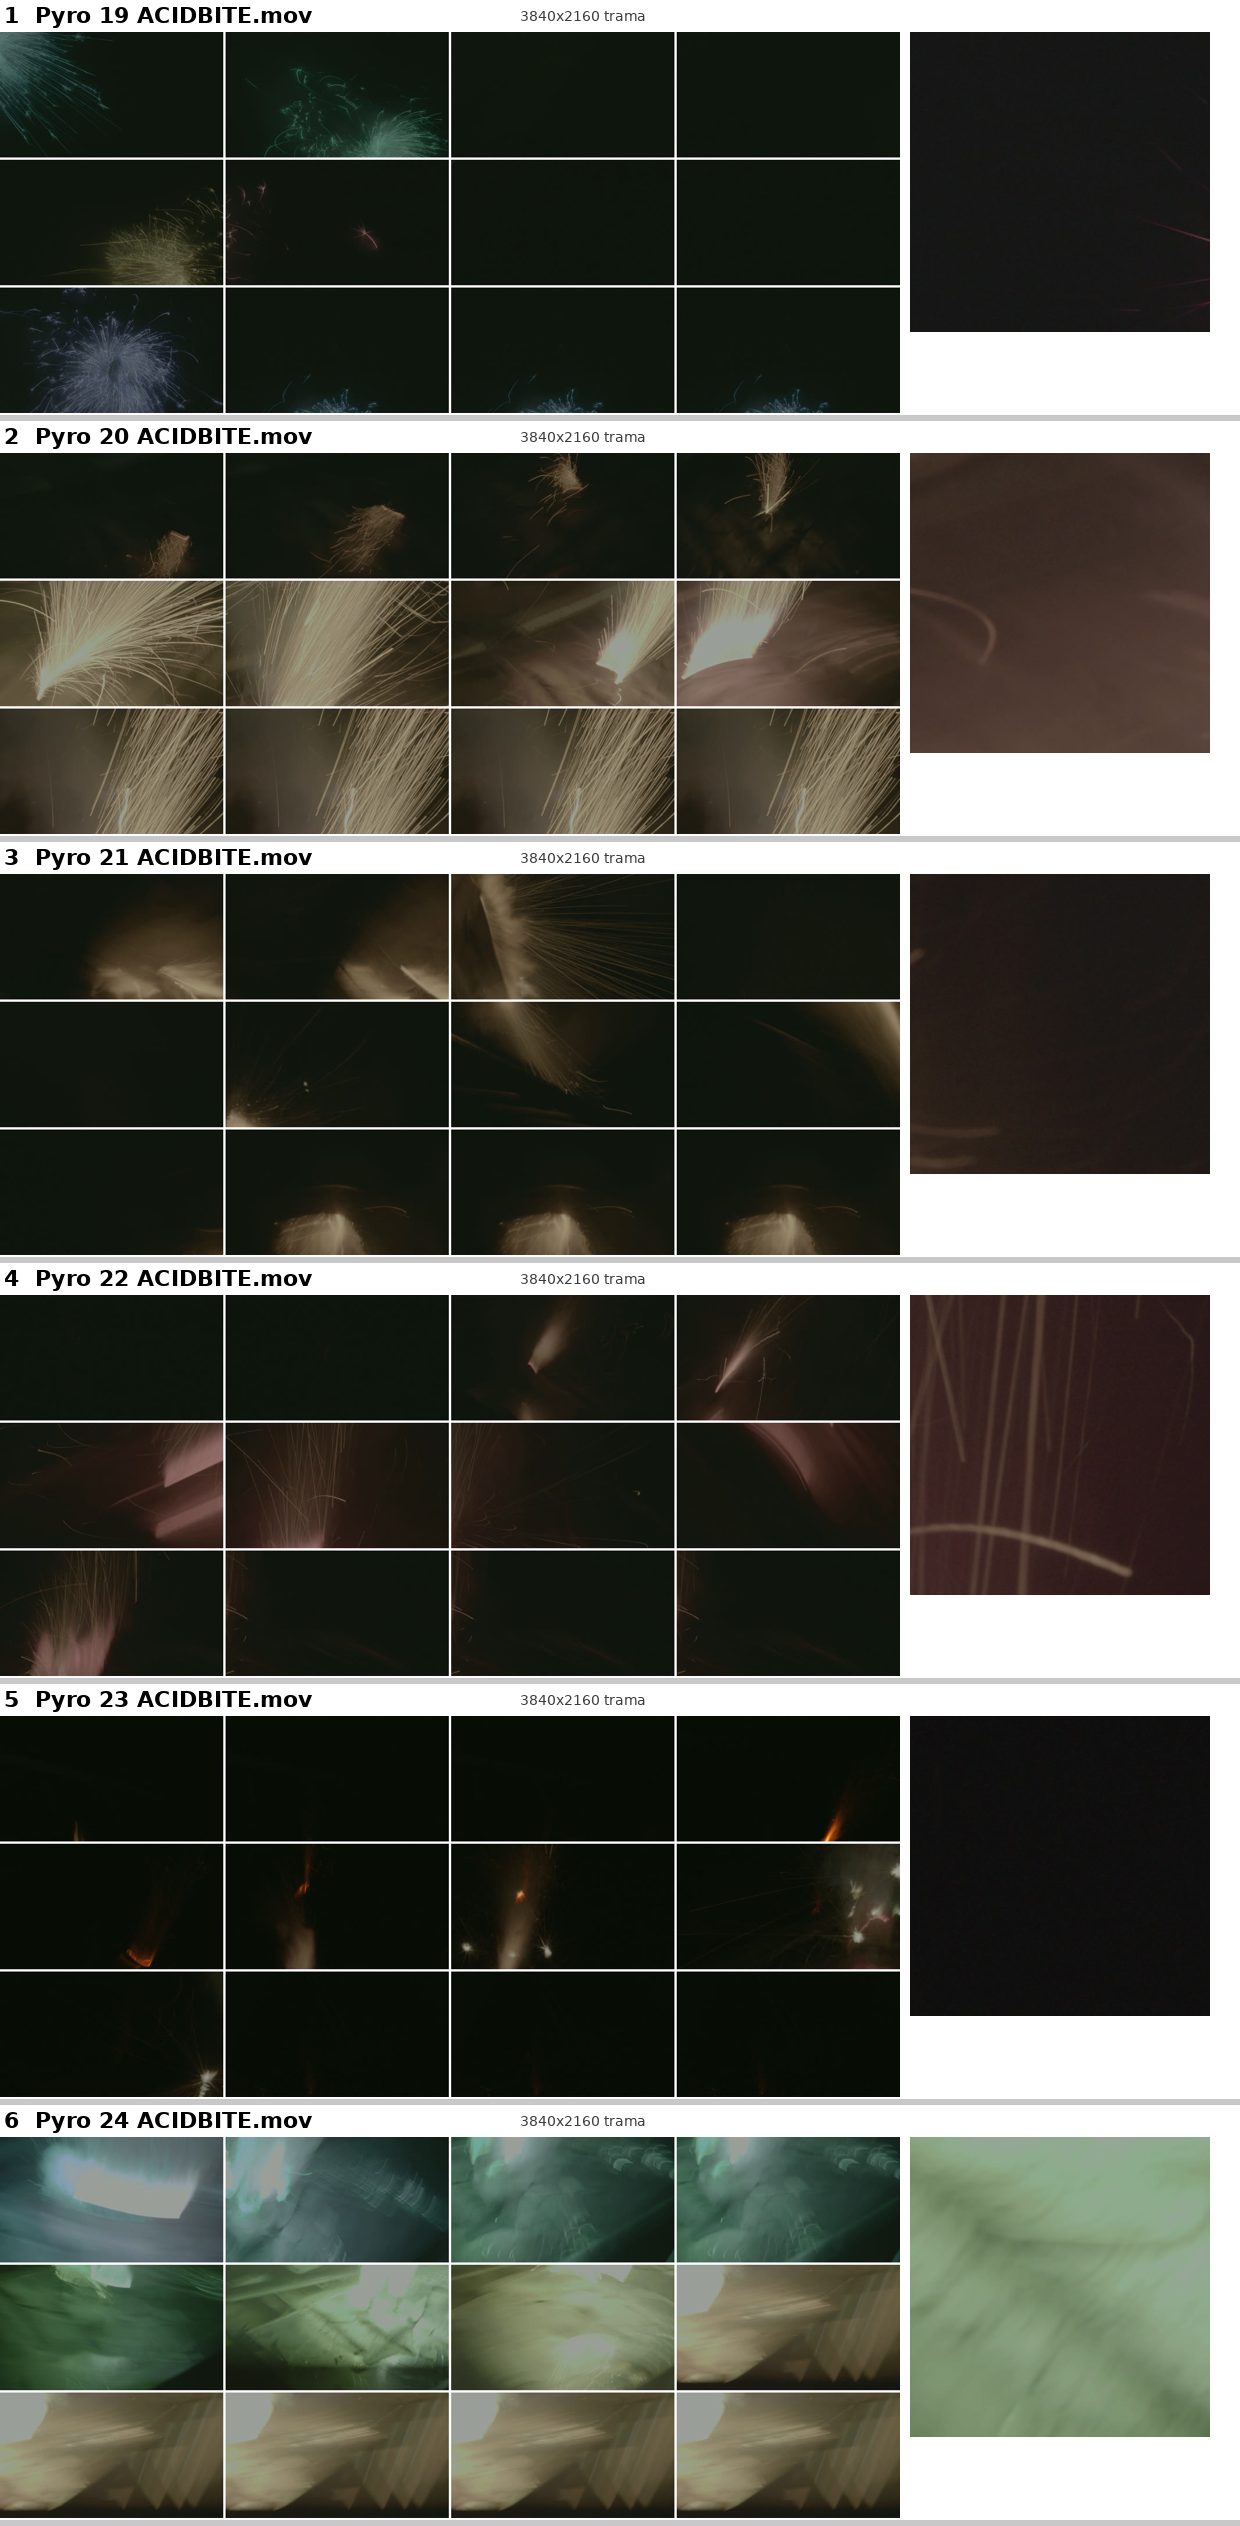 1 Pyro 19 ACIDBITE.mov 3840x2160 trama
2 Pyro 20 ACIDBITE.mov 3840x2160 trama
3 Pyro 21 ACIDBITE.mov 3840x2160 trama
4 Pyro 22 ACIDBITE.mov 3840x2160 trama
5 Pyro 23 ACIDBITE.mov 3840x2160 trama
6 Pyro 24 ACIDBITE.mov 3840x2160 trama